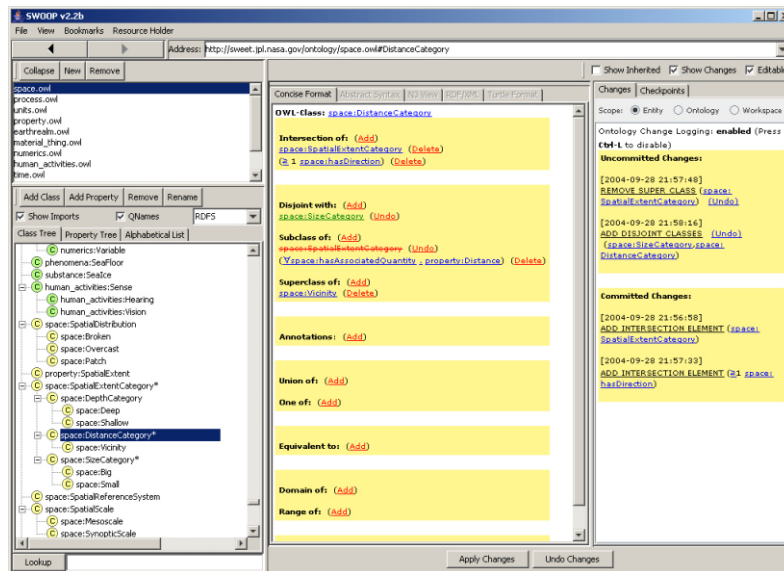 SWOOP v2.2b
File View Bookmarks Resource Holder
Address: http://sweet.jpl.nasa.gov/ontology/space.owl#DistanceCategory
Collapse New Remove
space.owl
process.owl
units.owl
property.owl
earthrealm.owl
material_thing.owl
numerics.owl
human_activities.owl
time.owl
Add Class Add Property Remove Rename
Show Imports QNames RDFS
Class Tree Property Tree Alphabetical List
C numerics:Variable
C phenomena:SeaFloor
C substance:SeaIce
C human_activities:Sense
C human_activities:Hearing
C human_activities:Vision
C space:SpatialDistribution
C space:Broken
C space:Overcast
C space:Patch
C property:SpatialExtent
C space:SpatialExtentCategory*
C space:DepthCategory
C space:Deep
C space:Shallow
C space:DistanceCategory*
C space:Vicinity
C space:SizeCategory*
C space:Big
C space:Small
C space:SpatialReferenceSystem
C space:SpatialScale
C space:Mesoscale
C space:SynopticScale
Lookup
Show Inherited Show Changes Editable
Concise Format Abstract Syntax N3 View RDF/XML Turtle Format
OWL-Class: space:DistanceCategory
Intersection of: (Add)
space:SpatialExtentCategory (Delete)
(≥ 1 space:hasDirection) (Delete)
Disjoint with: (Add)
space:SizeCategory (Undo)
Subclass of: (Add)
space:SpatialExtentCategory (Undo)
(∀space:hasAssociatedQuantity . property:Distance) (Delete)
Superclass of: (Add)
space:Vicinity (Delete)
Annotations: (Add)
Union of: (Add)
One of: (Add)
Equivalent to: (Add)
Domain of: (Add)
Range of: (Add)
Apply Changes Undo Changes
Changes Checkpoints
Scope: Entity Ontology Workspace
Ontology Change Logging: enabled (Press
Ctrl-L to disable)
Uncommitted Changes:
[2004-09-28 21:57:48]
REMOVE SUPER CLASS (space:
SpatialExtentCategory) (Undo)
[2004-09-28 21:58:16]
ADD DISJOINT CLASSES (Undo)
(space:SizeCategory,space:
DistanceCategory)
Committed Changes:
[2004-09-28 21:56:58]
ADD INTERSECTION ELEMENT (space:
SpatialExtentCategory)
[2004-09-28 21:57:33]
ADD INTERSECTION ELEMENT (≥1 space:
hasDirection)